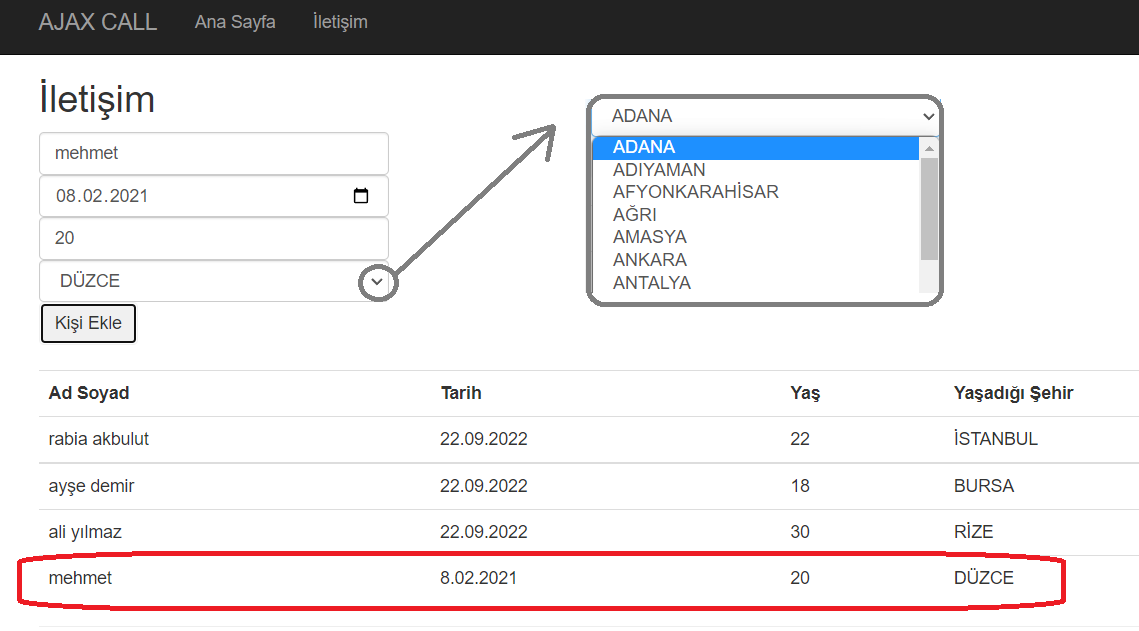 AJAX CALL Ana Sayfa İletişim
İletişim
mehmet
08.02.2021
20
DÜZCE
Kişi Ekle
ADANA
ADANA
ADIYAMAN
AFYONKARAHİSAR
AĞRI
AMASYA
ANKARA
ANTALYA
Ad Soyad Tarih Yaş Yaşadığı Şehir
rabia akbulut 22.09.2022 22 İSTANBUL
ayşe demir 22.09.2022 18 BURSA
ali yılmaz 22.09.2022 30 RİZE
mehmet 8.02.2021 20 DÜZCE